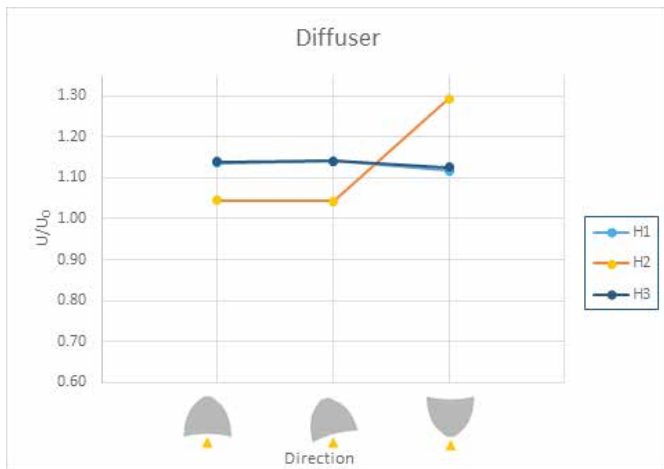 Diffuser
1.30
1.20
1.10
1.00
0.90
0.80
0.70
0.60
U/U₀
H1
H2
H3
Direction